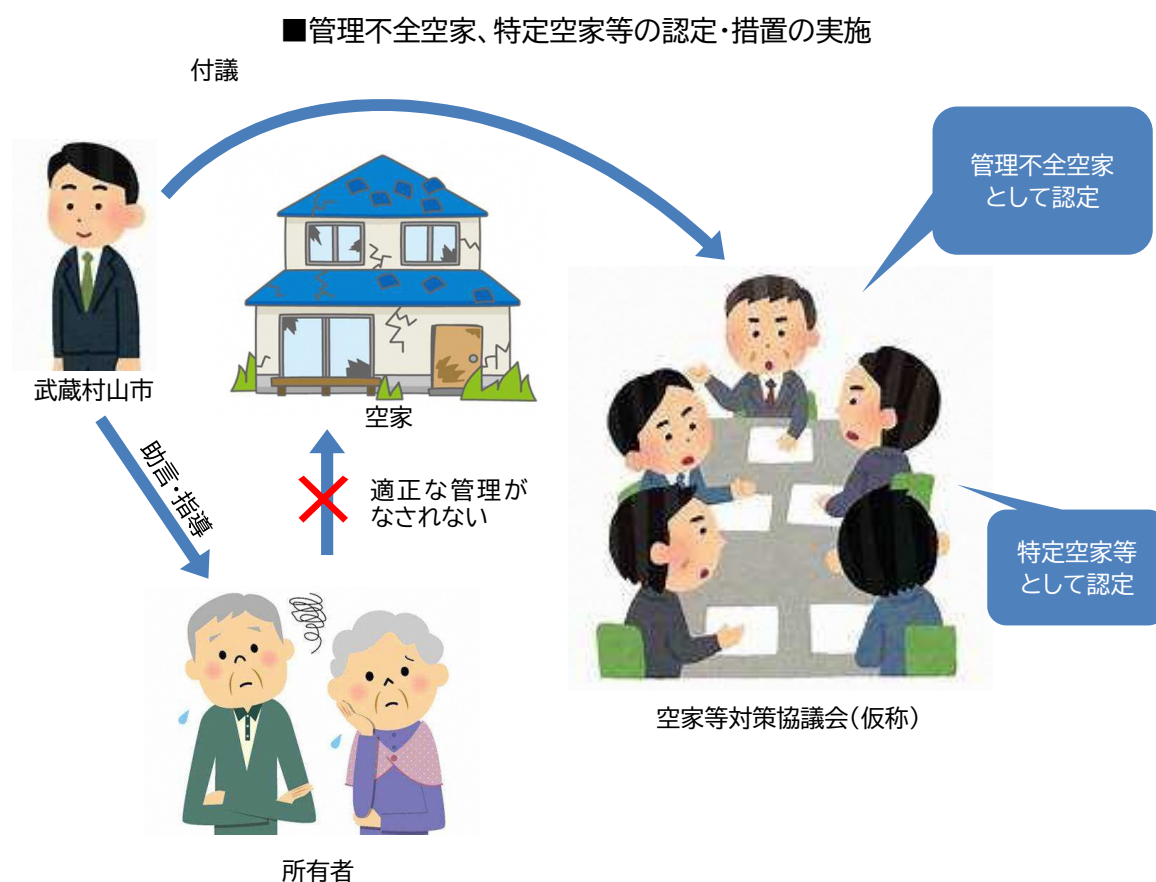 ■管理不全空家、特定空家等の認定・措置の実施
付議
管理不全空家
として認定
武蔵村山市
空家
助言・指導
適正な管理が
なされない
特定空家等
として認定
空家等対策協議会(仮称)
所有者